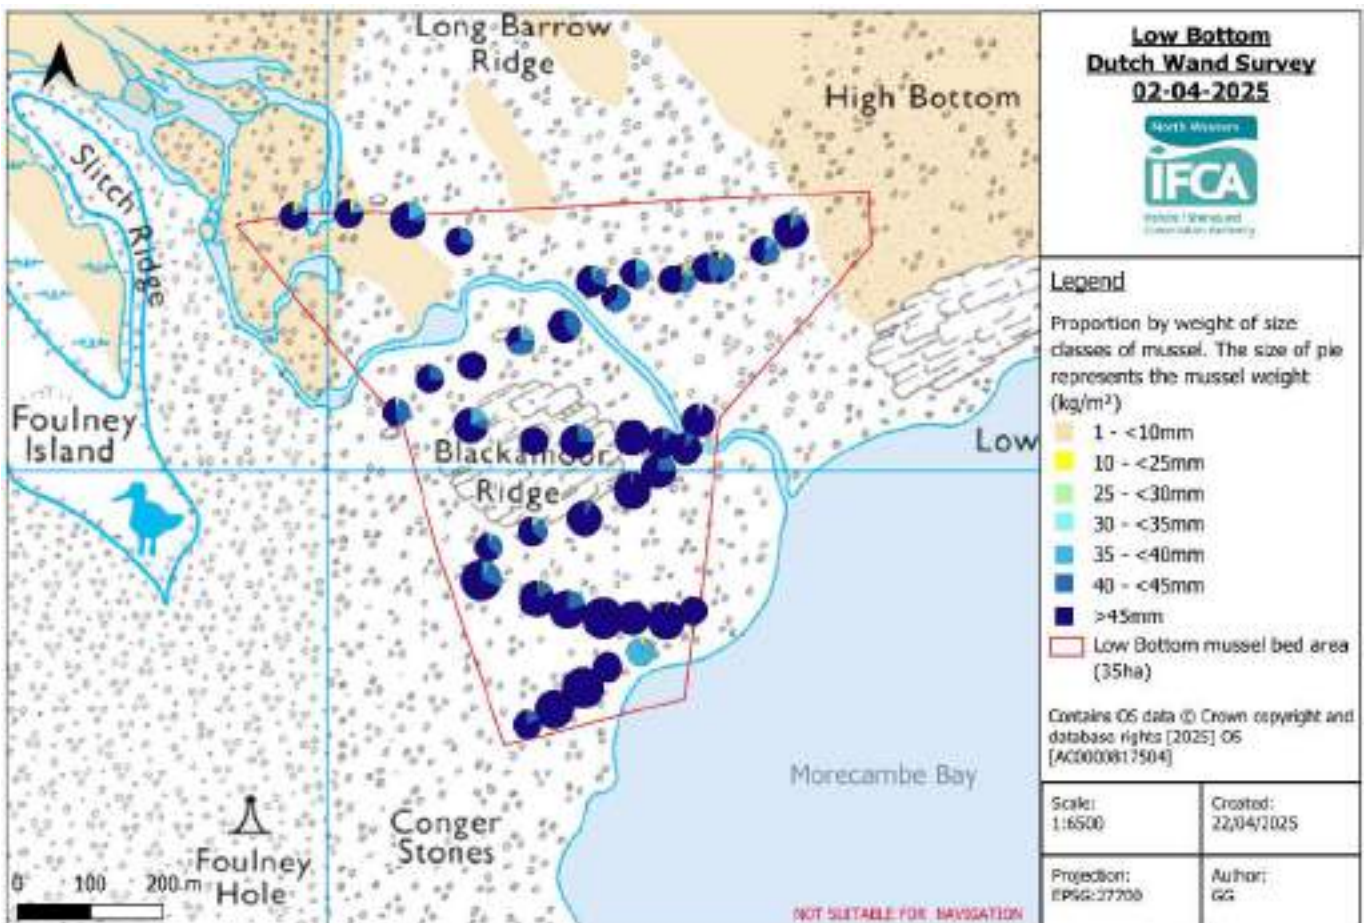 Long Barrow
Ridge
High Bottom
Slitch Ridge
Foulney
Island
Blackamoor
Ridge
Low
Morecambe Bay
Conger
Stones
Foulney
Hole
0 100 200 m
NOT SUITABLE FOR NAVIGATION
Low Bottom
Dutch Wand Survey
02-04-2025
North Western
IFCA
Legend
Proportion by weight of size
classes of mussel. The size of pie
represents the mussel weight
(kg/m²)
1 - <10mm
10 - <25mm
25 - <30mm
30 - <35mm
35 - <40mm
40 - <45mm
>45mm
Low Bottom mussel bed area
(35ha)
Contains OS data © Crown copyright and
database rights [2025] OS
[AC0000817504]
Scale:
1:6500
Created:
22/04/2025
Projection:
EPSG:27700
Author:
GG